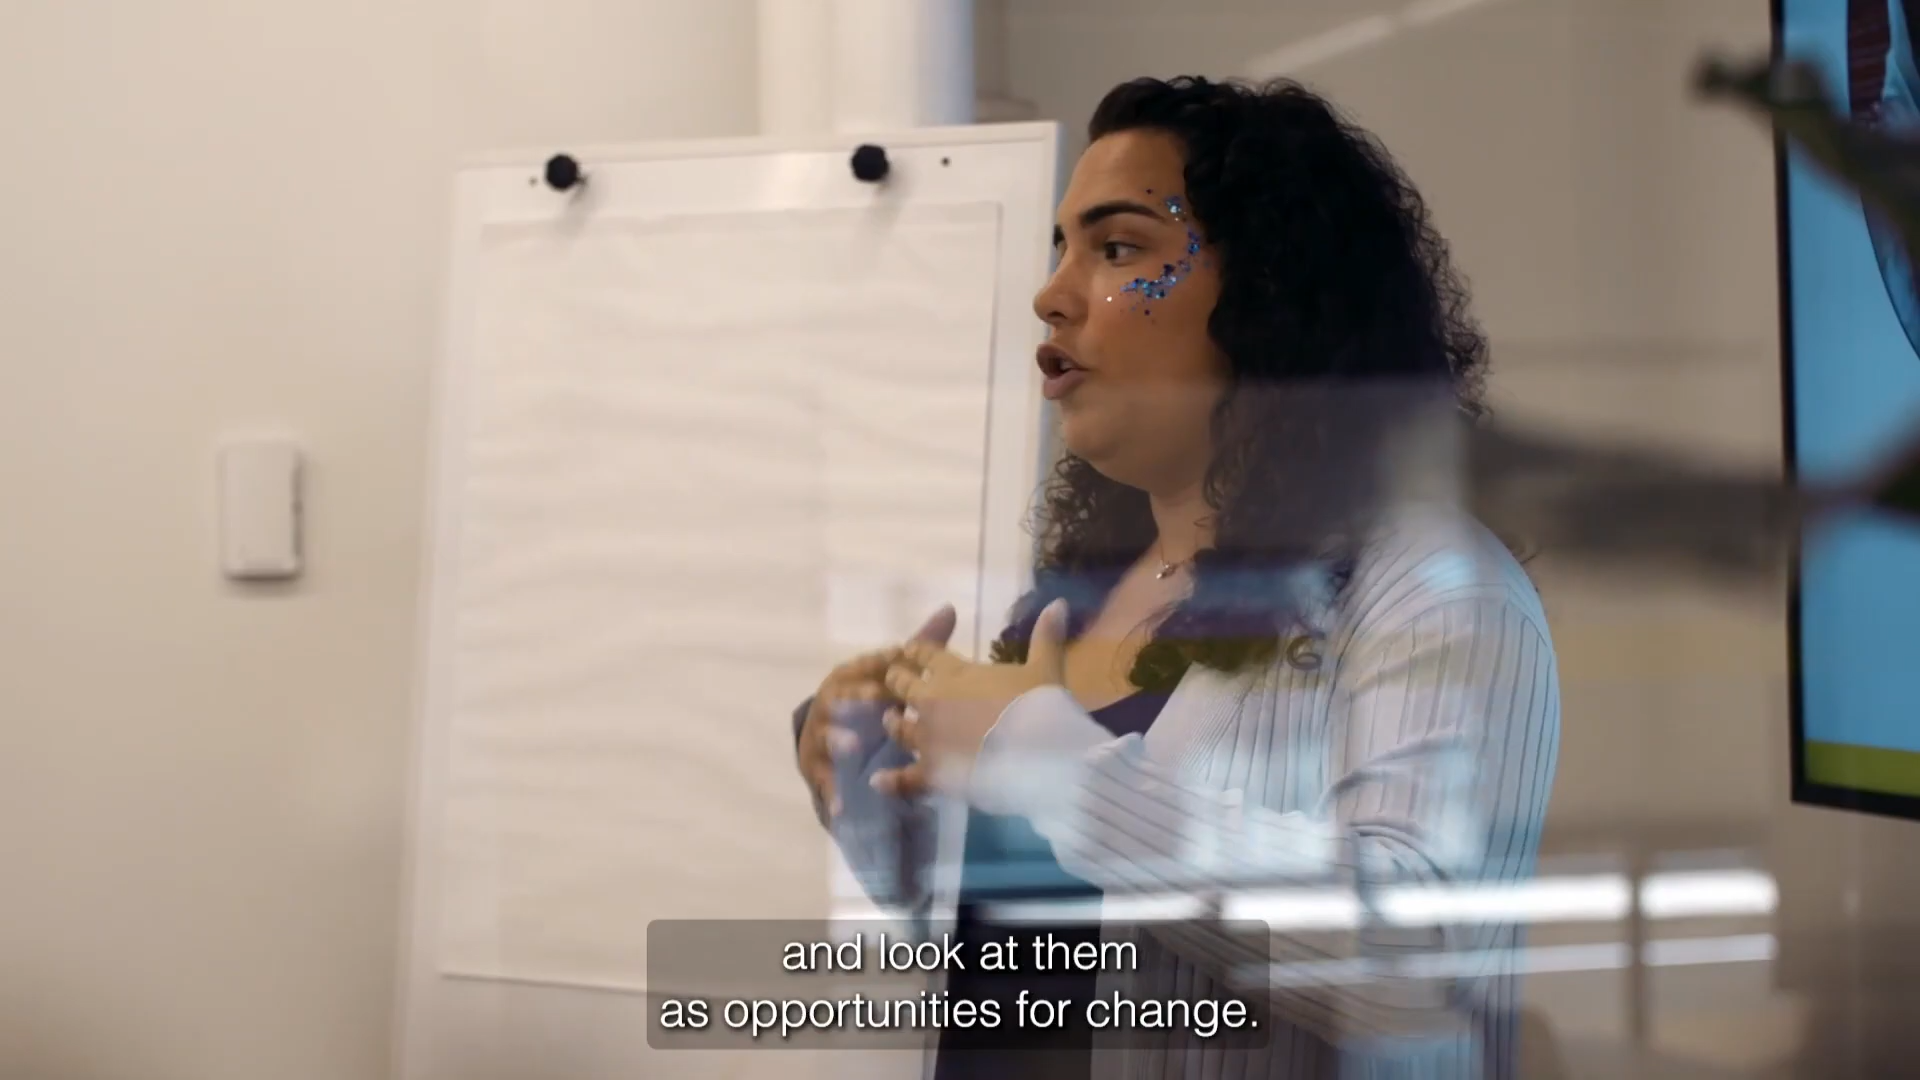 and look at them
as opportunities for change.